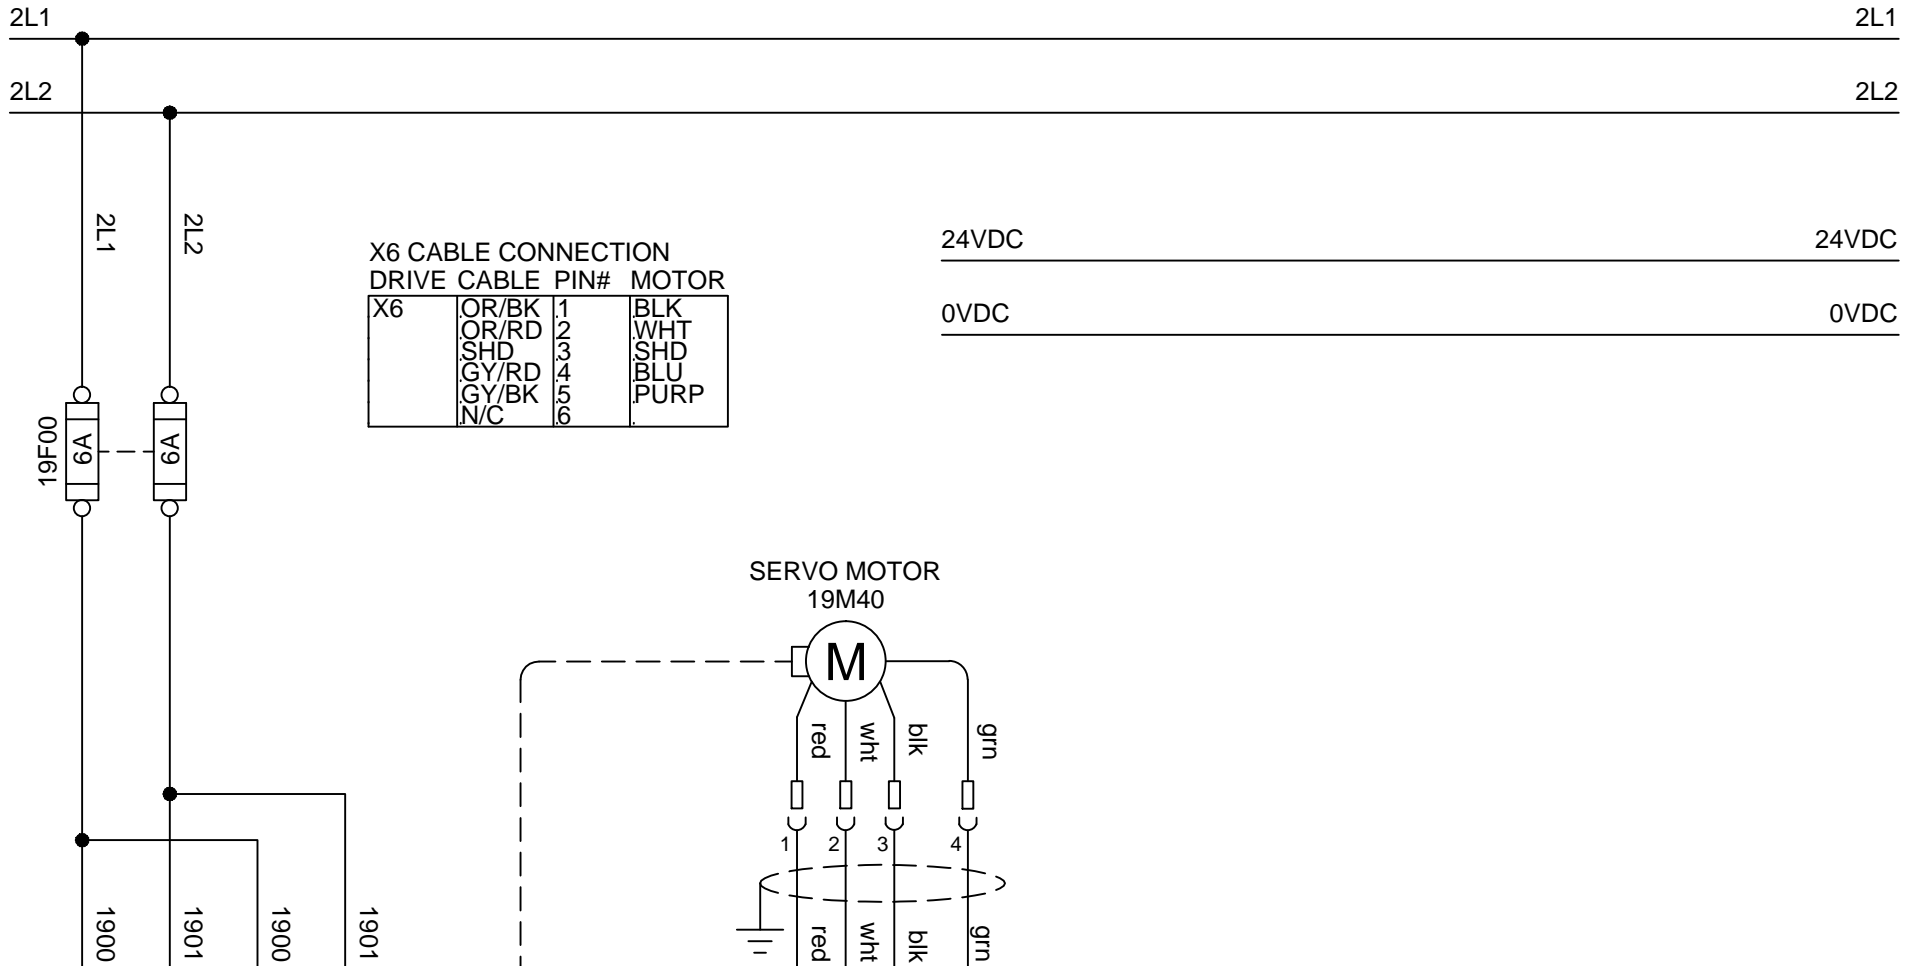 2L1 2L1
2L2 2L2
2L1 2L2
24VDC 24VDC
0VDC 0VDC
X6 CABLE CONNECTION
DRIVE CABLE PIN# MOTOR
X6 OR/BK 1 BLK
OR/RD 2 WHT
SHD 3 SHD
GY/RD 4 BLU
GY/BK 5 PURP
N/C 6
19F00 6A 6A
SERVO MOTOR
19M40
M
red wht blk grn
1 2 3 4
1900 1901 1900 1901
red wht blk grn